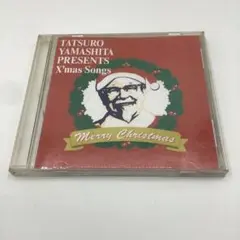 TATSURO
YAMASHITA
PRESENTS
X'mas Songs
Merry Christmas